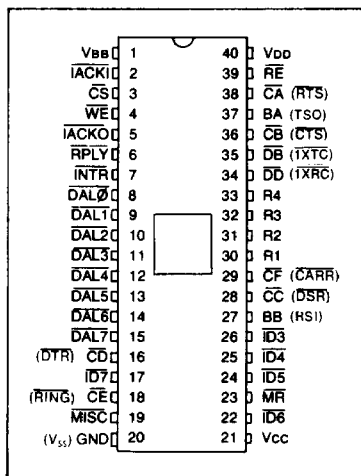 VBB 1 40 VDD
IACKI 2 39 RE
CS 3 38 CA (RTS)
WE 4 37 BA (TSO)
IACKO 5 36 CB (CTS)
RPLY 6 35 DB (1XTC)
INTR 7 34 DD (1XRC)
DALØ 8 33 R4
DAL1 9 32 R3
DAL2 10 31 R2
DAL3 11 30 R1
DAL4 12 29 CF (CARR)
DAL5 13 28 CC (DSR)
DAL6 14 27 BB (RSI)
DAL7 15 26 ID3
(DTR) CD 16 25 ID4
ID7 17 24 ID5
(RING) CE 18 23 MR
MISC 19 22 ID6
(VSS) GND 20 21 VCC